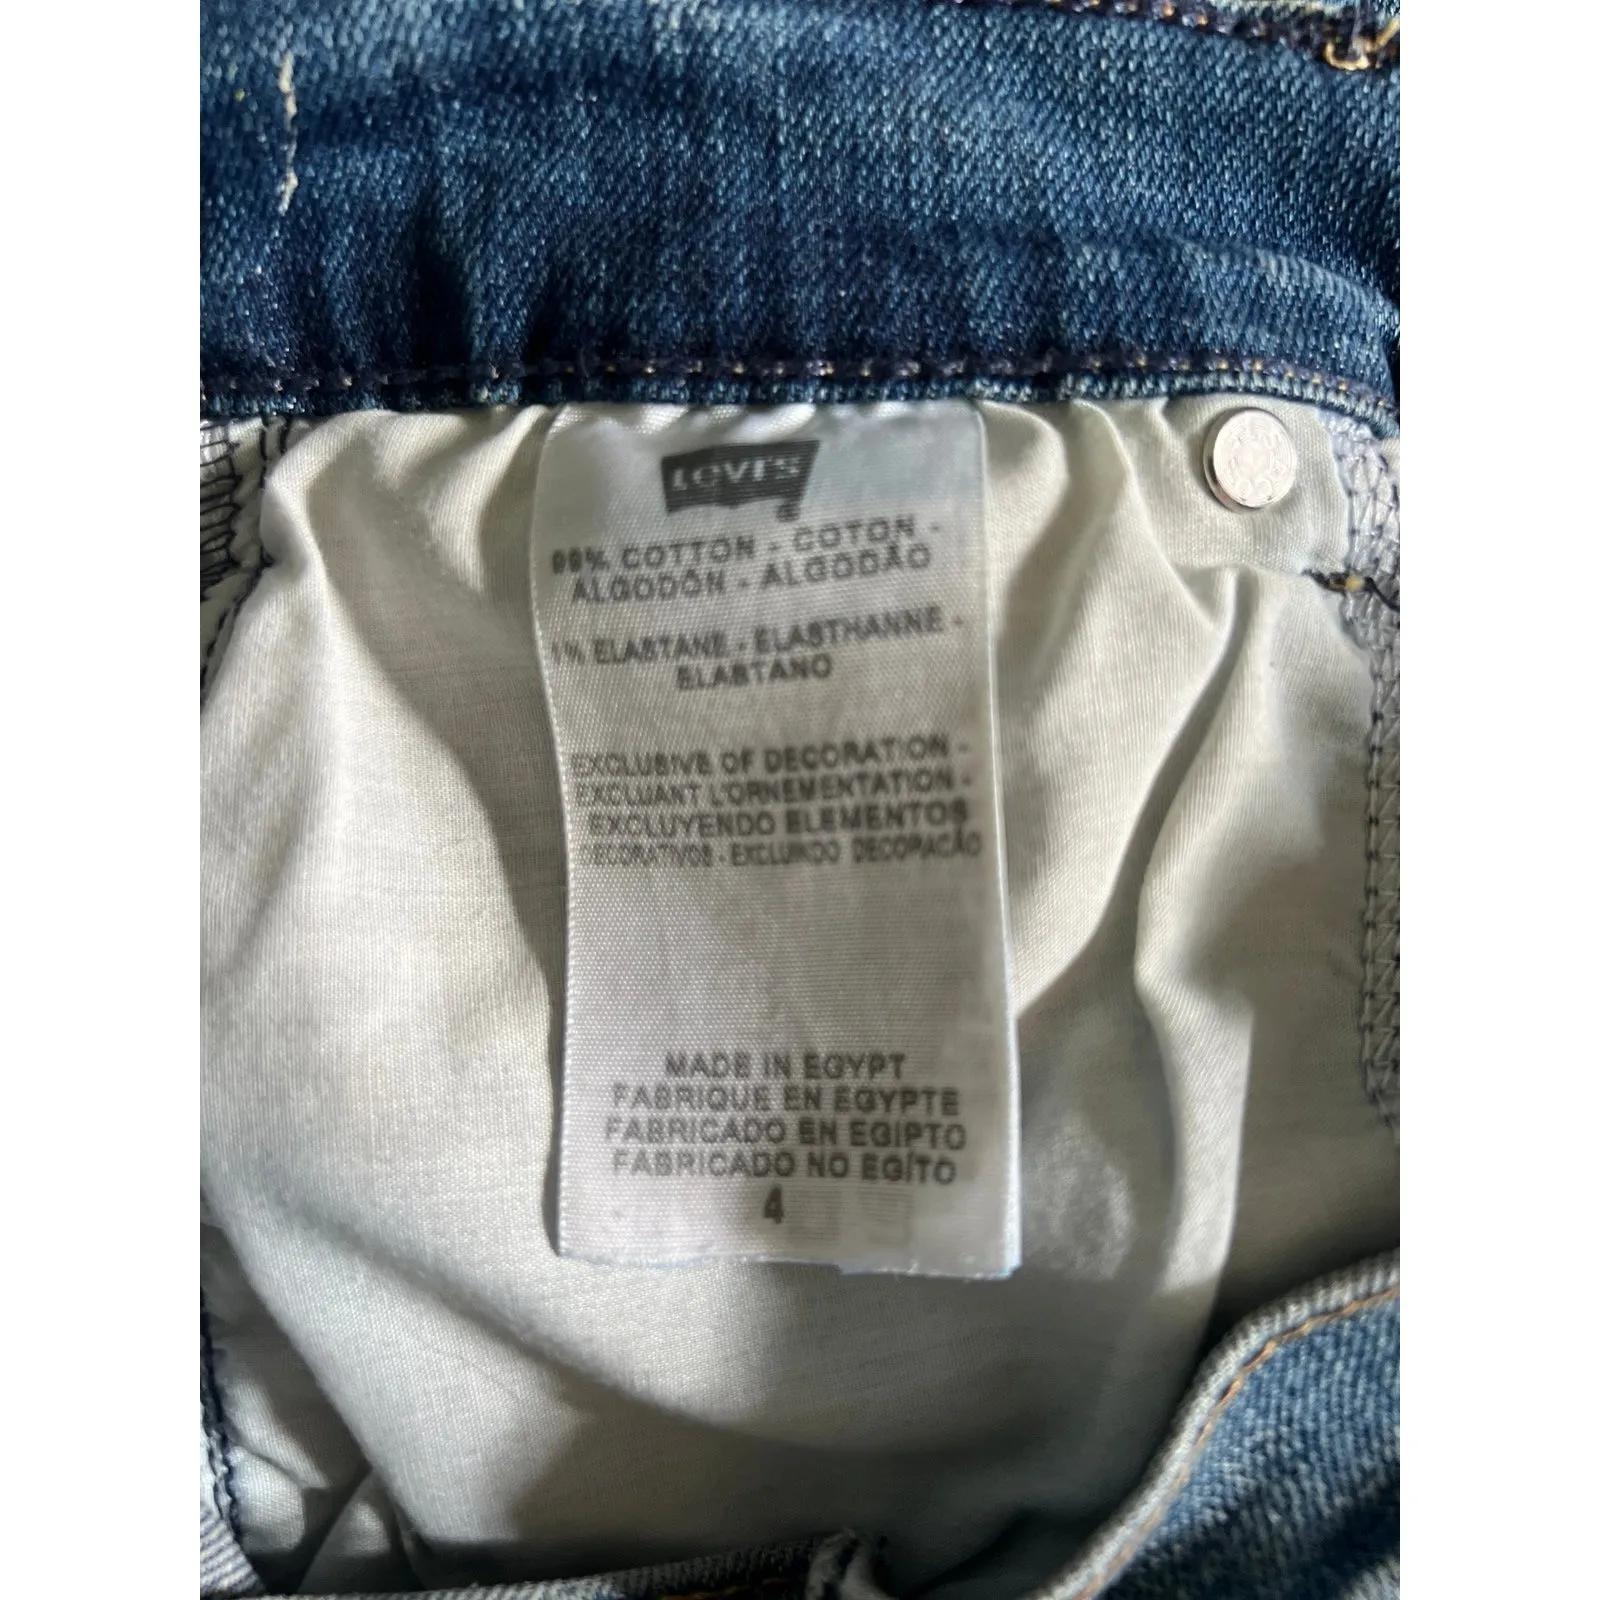 LEVI'S
®
99% COTTON - COTON -
ALGODÓN - ALGODÃO
1% ELASTANE - ELASTHANNE -
ELASTANO
EXCLUSIVE OF DECORATION -
EXCLUANT L'ORNEMENTATION -
EXCLUYENDO ELEMENTOS
DECORATIVOS - EXCLUINDO DECORAÇÃO
MADE IN EGYPT
FABRIQUE EN EGYPTE
FABRICADO EN EGIPTO
FABRICADO NO EGÍTO
4